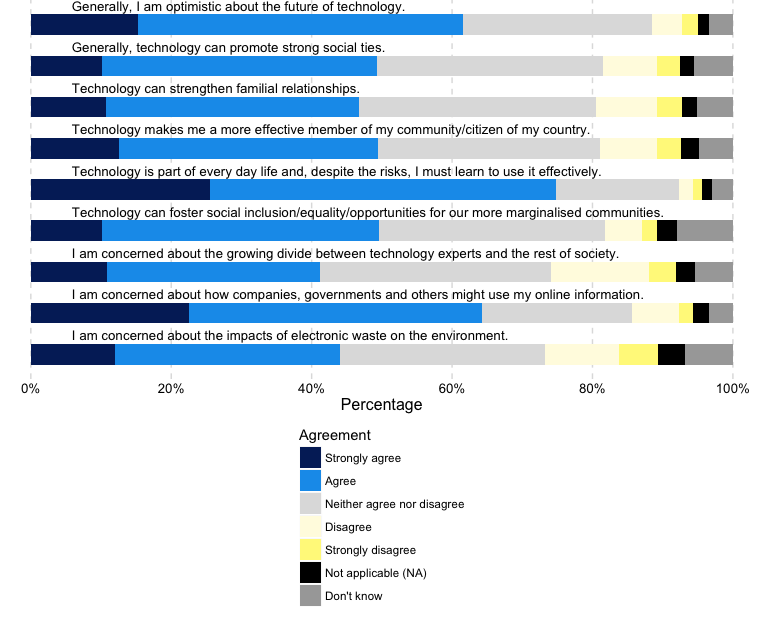 Generally, I am optimistic about the future of technology.
Generally, technology can promote strong social ties.
Technology can strengthen familial relationships.
Technology makes me a more effective member of my community/citizen of my country.
Technology is part of every day life and, despite the risks, I must learn to use it effectively.
Technology can foster social inclusion/equality/opportunities for our more marginalised communities.
I am concerned about the growing divide between technology experts and the rest of society.
I am concerned about how companies, governments and others might use my online information.
I am concerned about the impacts of electronic waste on the environment.
0% 20% 40% 60% 80% 100%
Percentage
Agreement
Strongly agree
Agree
Neither agree nor disagree
Disagree
Strongly disagree
Not applicable (NA)
Don't know